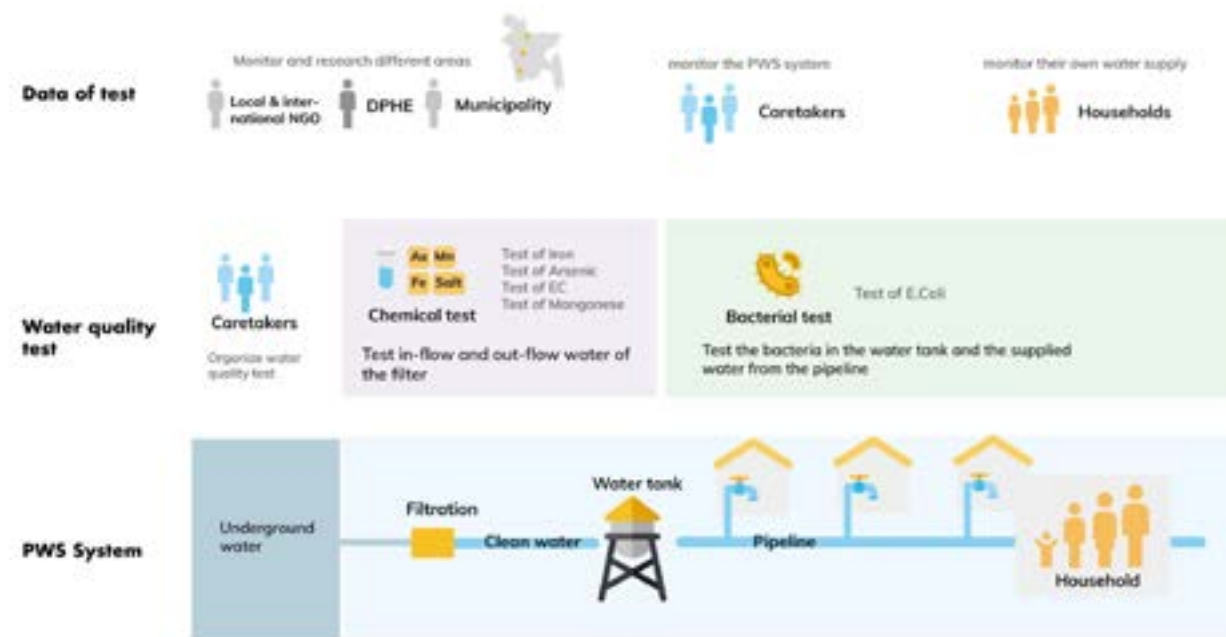 Data of test
Monitor and research different areas
Local & inter-
national NGO
DPHE
Municipality
monitor the PWS system
Caretakers
monitor their own water supply
Households
Water quality
test
Caretakers
Organize water
quality test
As Mn
Fe Salt
Chemical test
Test of Iron
Test of Arsenic
Test of EC
Test of Manganese
Test in-flow and out-flow water of
the filter
Bacterial test
Test of E.Coli
Test the bacteria in the water tank and the supplied
water from the pipeline
PWS System
Underground
water
Filtration
Clean water
Water tank
Pipeline
Household